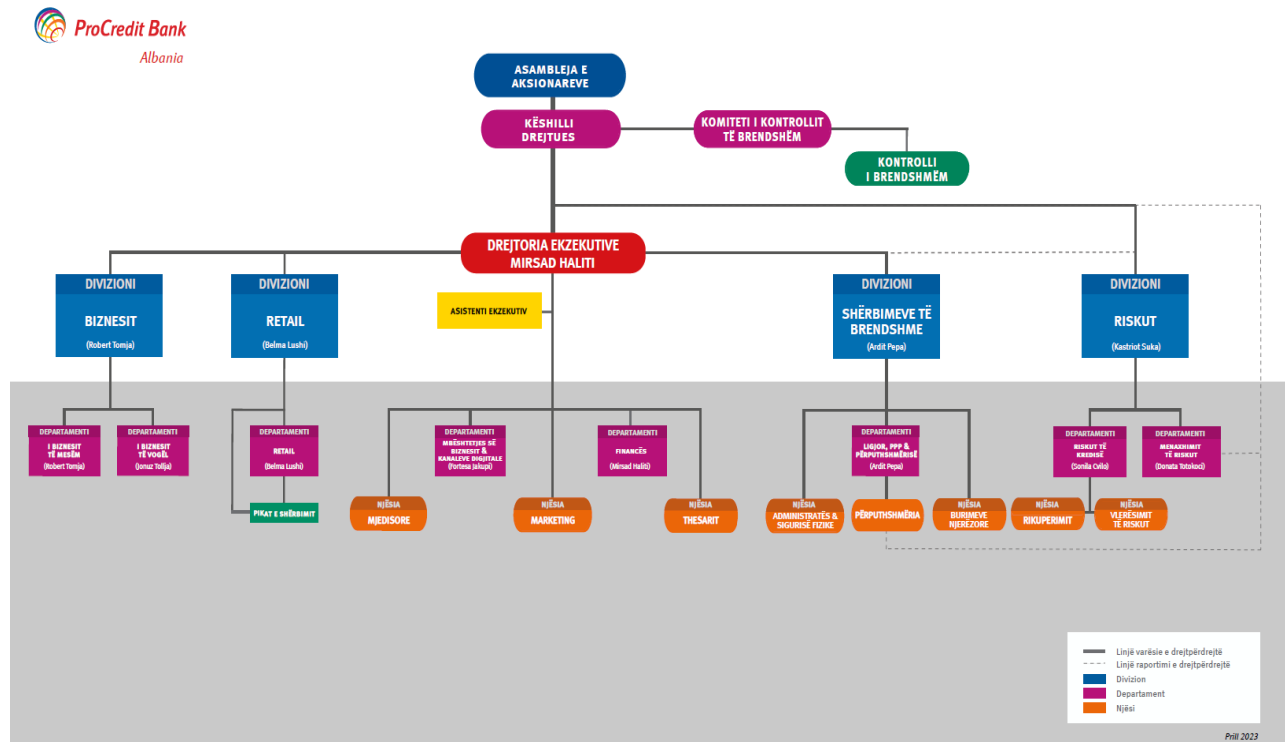 ProCredit Bank
Albania
ASAMBLEJA E
AKSIONAREVE
KËSHILLI
DREJTUES
KOMITETI I KONTROLLIT
TË BRENDSHËM
KONTROLLI
I BRENDSHMËM
DREJTORIA EKZEKUTIVE
MIRSAD HALITI
ASISTENTI EKZEKUTIV
DIVIZIONI
BIZNESIT
(Robert Tomja)
DIVIZIONI
RETAIL
(Belma Lushi)
DIVIZIONI
SHËRBIMEVE TË
BRENDSHME
(Ardit Pepa)
DIVIZIONI
RISKUT
(Kastriot Suka)
DEPARTAMENTI
I BIZNESIT
TË MESËM
(Robert Tomja)
DEPARTAMENTI
I BIZNESIT
TË VOGËL
(Jonuz Tollja)
DEPARTAMENTI
RETAIL
(Belma Lushi)
DEPARTAMENTI
MBËSHTETJES SË
BIZNESIT &
KANALEVE DIGJITALE
(Fortesa Jakupi)
DEPARTAMENTI
FINANCËS
(Mirsad Haliti)
DEPARTAMENTI
LIGJOR, PPP &
PËRPUTHSHMËRISË
(Ardit Pepa)
DEPARTAMENTI
RISKUT TË
KREDISË
(Sonila Cvilo)
DEPARTAMENTI
MENAXHIMIT
TË RISKUT
(Donata Totokoci)
PIKAT E SHËRBIMIT
NJËSIA
MJEDISORE
NJËSIA
MARKETING
NJËSIA
THESARIT
NJËSIA
ADMINISTRATËS &
SIGURISË FIZIKE
PËRPUTHSHMËRIA
NJËSIA
BURIMEVE
NJERËZORE
NJËSIA
RIKUPERIMIT
NJËSIA
VLERËSIMIT
TË RISKUT
Linjë varësie e drejtpërdrejtë
Linjë raportimi e drejtpërdrejtë
Divizion
Departament
Njësi
Prill 2023